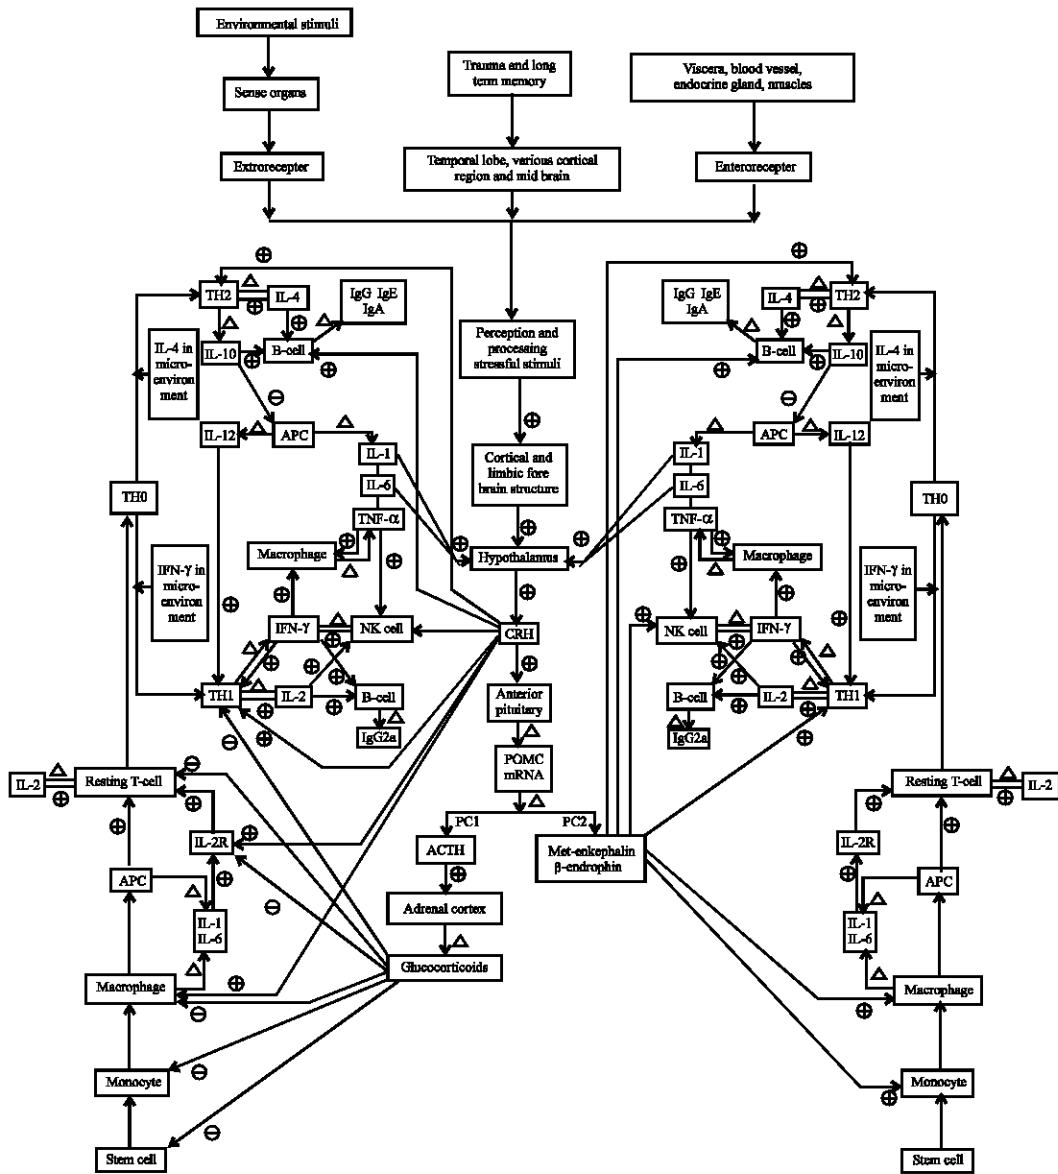 Environmental stimuli
Trauma and long
term memory
Viscera, blood vessel,
endocrine gland, muscles
Sense organs
Extrorecepter
Temporal lobe, various cortical
region and mid brain
Enterorecepter
TH2
IL-4
IgG IgE
IgA
IL-10
B-cell
IL-4 in
micro-
environ
ment
IL-12
APC
IL-1
IL-6
TNF-α
TH0
Macrophage
IFN-γ in
micro-
environ
ment
IFN-γ
NK cell
TH1
IL-2
B-cell
IgG2a
Perception and
processing
stressful stimuli
Cortical and
limbic fore
brain structure
Hypothalamus
CRH
Anterior
pituitary
POMC
mRNA
PC1
PC2
ACTH
Met-enkephalin
β-endrophin
Adrenal cortex
Glucocorticoids
IgG IgE
IgA
IL-4
TH2
B-cell
IL-10
IL-4 in
micro-
environ
ment
IL-1
APC
IL-12
IL-6
TNF-α
TH0
Macrophage
IFN-γ in
micro-
environ
ment
NK cell
IFN-γ
B-cell
IL-2
TH1
IgG2a
IL-2
Resting T-cell
IL-2R
APC
IL-1
IL-6
Macrophage
Monocyte
Stem cell
Resting T-cell
IL-2
IL-2R
APC
IL-1
IL-6
Macrophage
Monocyte
Stem cell